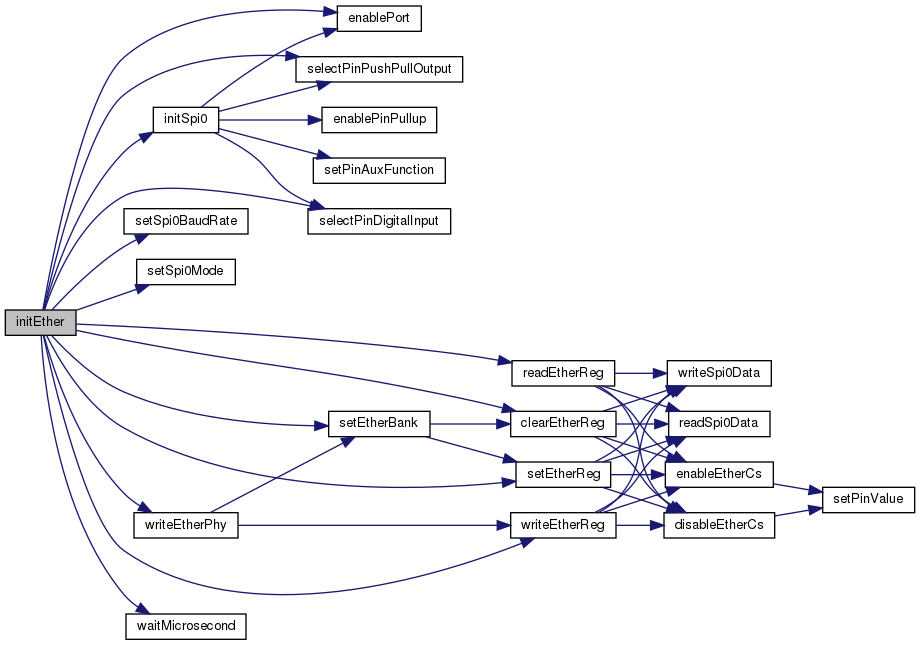 enablePort
selectPinPushPullOutput
initSpi0
enablePinPullup
setPinAuxFunction
selectPinDigitalInput
setSpi0BaudRate
setSpi0Mode
initEther
readEtherReg
writeSpi0Data
setEtherBank
clearEtherReg
readSpi0Data
setEtherReg
enableEtherCs
setPinValue
writeEtherPhy
writeEtherReg
disableEtherCs
waitMicrosecond